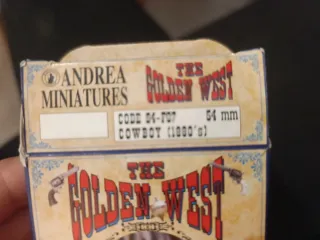 ANDREA
MINIATURES
THE
GOLDEN WEST
CODE S4-F07 54 mm
COWBOY (1880's)
THE
GOLDEN WEST